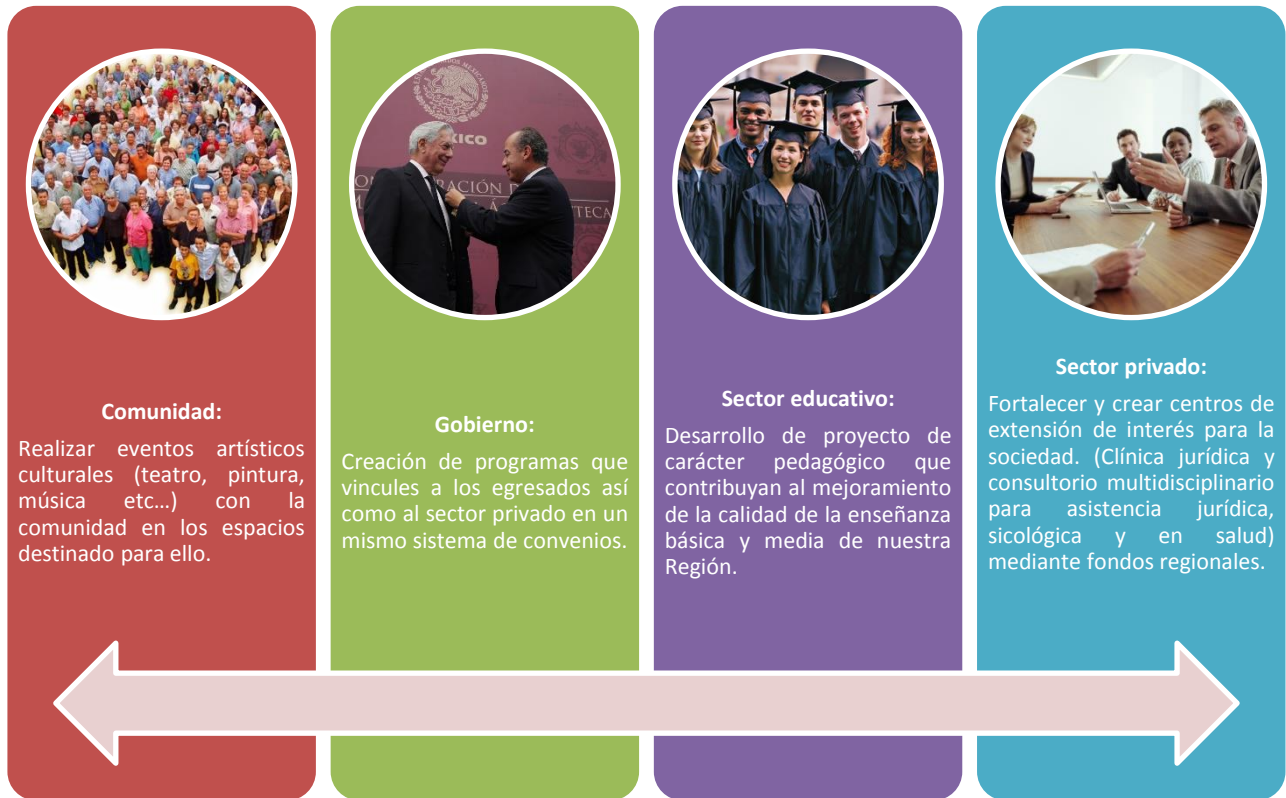 XICO
RACIÓN D
TECA
Comunidad:
Realizar eventos artísticos
culturales (teatro, pintura,
música etc...) con la
comunidad en los espacios
destinado para ello.
Gobierno:
Creación de programas que
vincules a los egresados así
como al sector privado en un
mismo sistema de convenios.
Sector educativo:
Desarrollo de proyecto de
carácter pedagógico que
contribuyan al mejoramiento
de la calidad de la enseñanza
básica y media de nuestra
Región.
Sector privado:
Fortalecer y crear centros de
extensión de interés para la
sociedad. (Clínica jurídica y
consultorio multidisciplinario
para asistencia jurídica,
sicológica y en salud)
mediante fondos regionales.